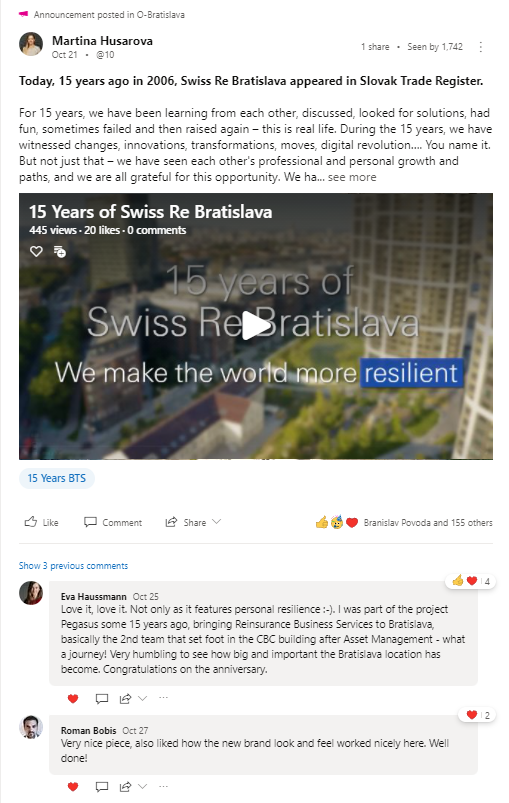 Announcement posted in O-Bratislava
Martina Husarova
Oct 21 • @10
1 share • Seen by 1,742
Today, 15 years ago in 2006, Swiss Re Bratislava appeared in Slovak Trade Register.
For 15 years, we have been learning from each other, discussed, looked for solutions, had
fun, sometimes failed and then raised again – this is real life. During the 15 years, we have
witnessed changes, innovations, transformations, moves, digital revolution.... You name it.
But not just that – we have seen each other's professional and personal growth and
paths, and we are all grateful for this opportunity. We ha... see more
15 Years of Swiss Re Bratislava
445 views · 20 likes · 0 comments
15 years of
Swiss Re Bratislava
We make the world more resilient
15 Years BTS
Like
Comment
Share
Branislav Povoda and 155 others
Show 3 previous comments
4
Eva Haussmann Oct 25
Love it, love it. Not only as it features personal resilience :-). I was part of the project
Pegasus some 15 years ago, bringing Reinsurance Business Services to Bratislava,
basically the 2nd team that set foot in the CBC building after Asset Management - what
a journey! Very humbling to see how big and important the Bratislava location has
become. Congratulations on the anniversary.
2
Roman Bobis Oct 27
Very nice piece, also liked how the new brand look and feel worked nicely here. Well
done!